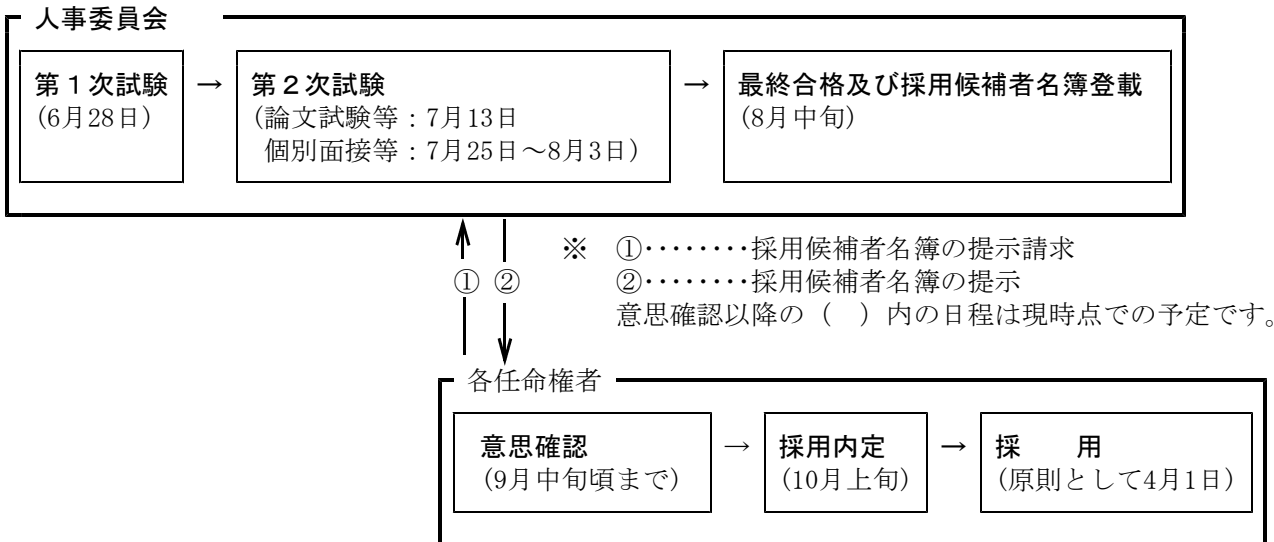 人事委員会
第１次試験 → 第２次試験 → 最終合格及び採用候補者名簿登載
(6月28日) (論文試験等：7月13日 (8月中旬)
個別面接等：7月25日～8月3日)
※ ①････････採用候補者名簿の提示請求
① ② ②････････採用候補者名簿の提示
意思確認以降の（　）内の日程は現時点での予定です。
各任命権者
意思確認 → 採用内定 → 採　　用
(9月中旬頃まで) (10月上旬) (原則として4月1日)